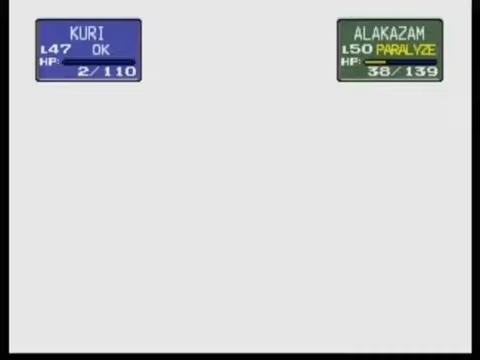 KURI
L47 OK
HP:
2/110
ALAKAZAM
L50 PARALYZE
HP:
38/139